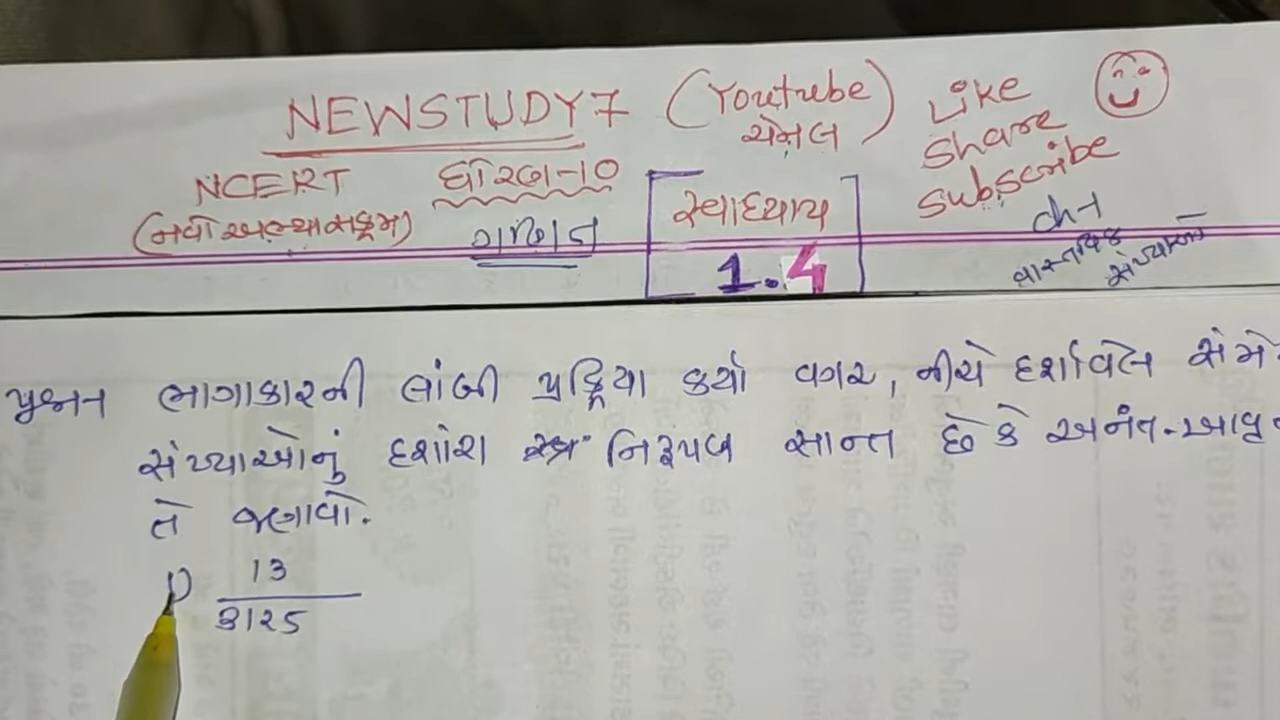 NEWSTUDY7 (Youtube ચેનલ) Like share subscribe
NCERT ધોરણ-10
(નવો અભ્યાસક્રમ) ગણિત
સ્વાધ્યાય
1.4
ch-1
વાસ્તવિક સંખ્યાઓ
પ્રશ્ન ભાગાકારની લાંબી પ્રક્રિયા કર્યા વગર, નીચે દર્શાવેલ સંમે
સંખ્યાઓનું દશાંશ નિરૂપણ સાન્ત છે કે અનંત-આવૃ
તે જણાવો.
1) 13
3125